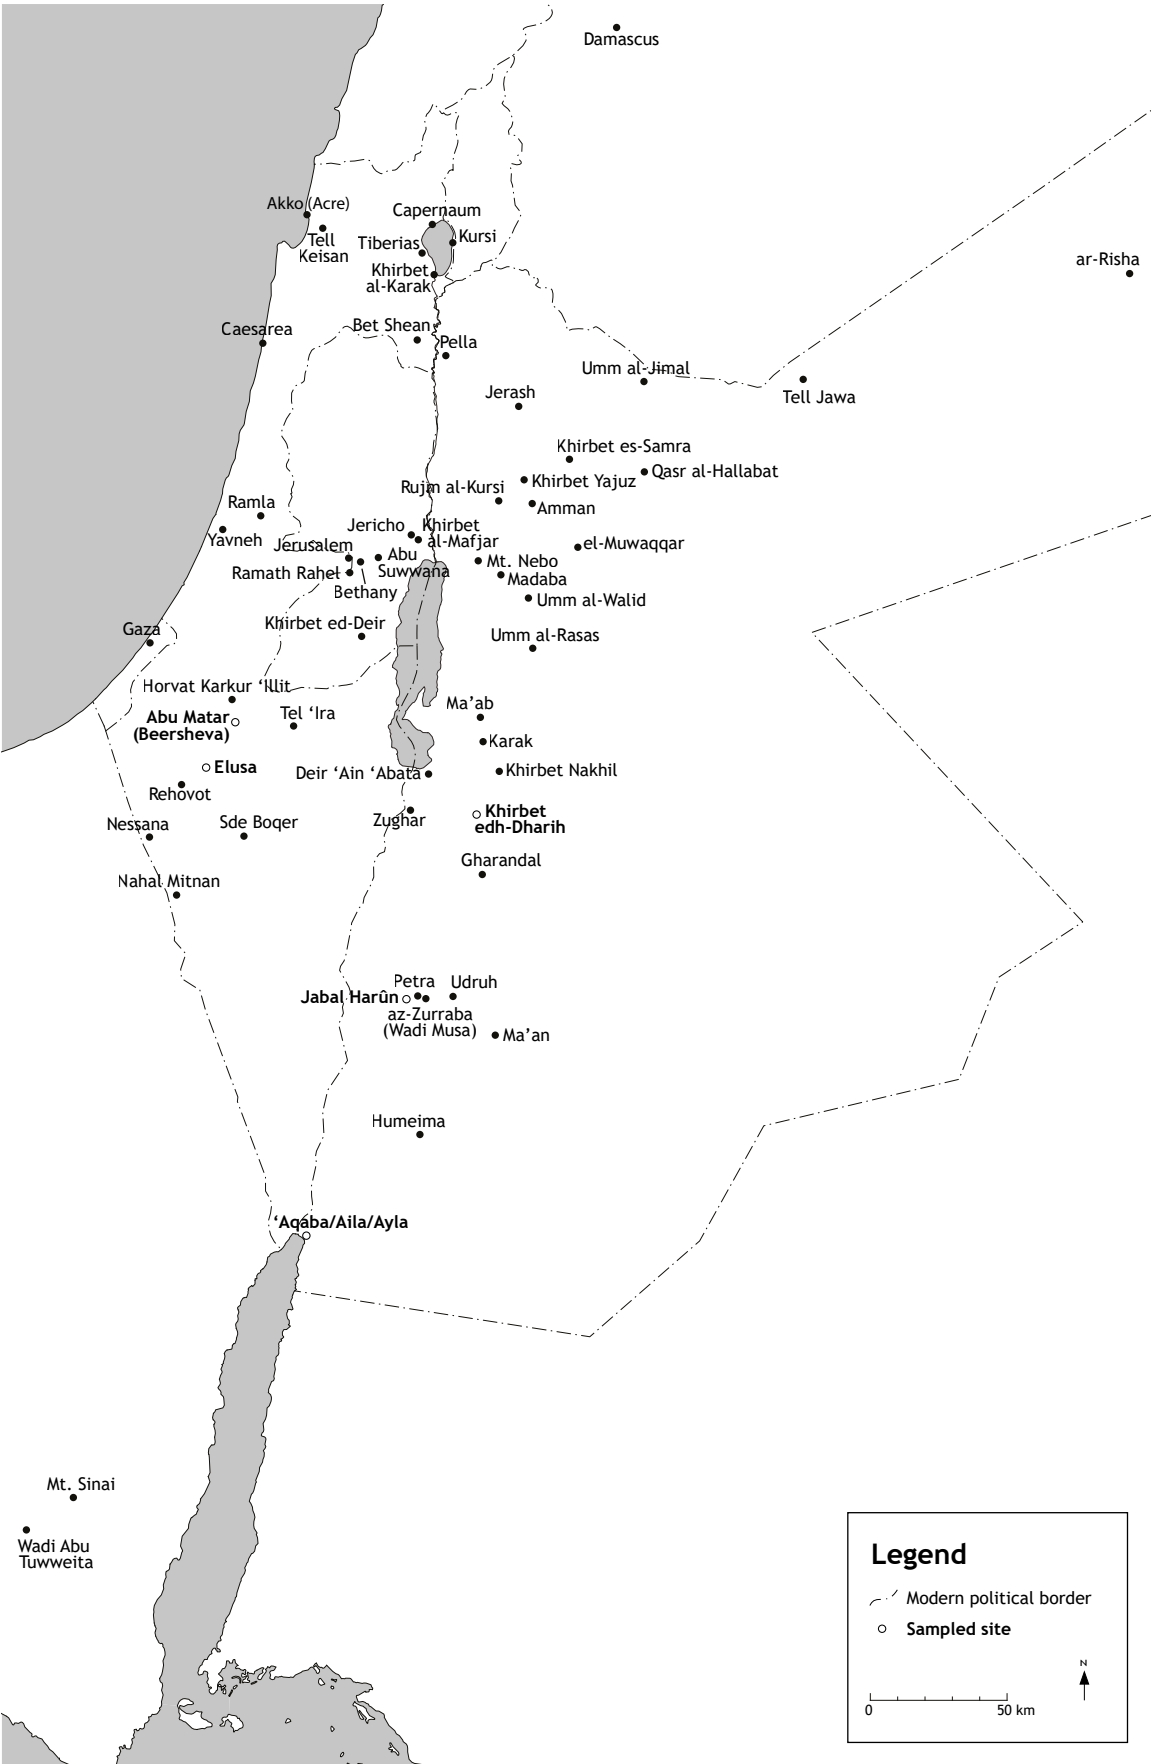 Damascus
Akko (Acre)
Capernaum
Kursi
Tell
Keisan
Tiberias
ar-Risha
Khirbet
al-Karak
Caesarea
Bet Shean
Pella
Umm al-Jimal
Jerash
Tell Jawa
Khirbet es-Samra
Qasr al-Hallabat
Rujm al-Kursi
Khirbet Yajuz
Ramla
Amman
Yavneh
Jericho
Khirbet
al-Mafjar
Jerusalem
el-Muwaqqar
Abu
Suwwana
Mt. Nebo
Ramath Rahel
Madaba
Bethany
Umm al-Walid
Khirbet ed-Deir
Gaza
Umm al-Rasas
Horvat Karkur ‘Illit
Ma’ab
Abu Matar
(Beersheva)
Tel ‘Ira
Karak
Elusa
Deir ‘Ain ‘Abata
Khirbet Nakhil
Rehovot
Khirbet
edh-Dharih
Nessana
Sde Boqer
Zughar
Gharandal
Nahal Mitnan
Petra
Udruh
Jabal Harûn
az-Zurraba
(Wadi Musa)
Ma’an
Humeima
‘Aqaba/Aila/Ayla
Mt. Sinai
Wadi Abu
Tuwweita
Legend
Modern political border
Sampled site
N
0
50 km